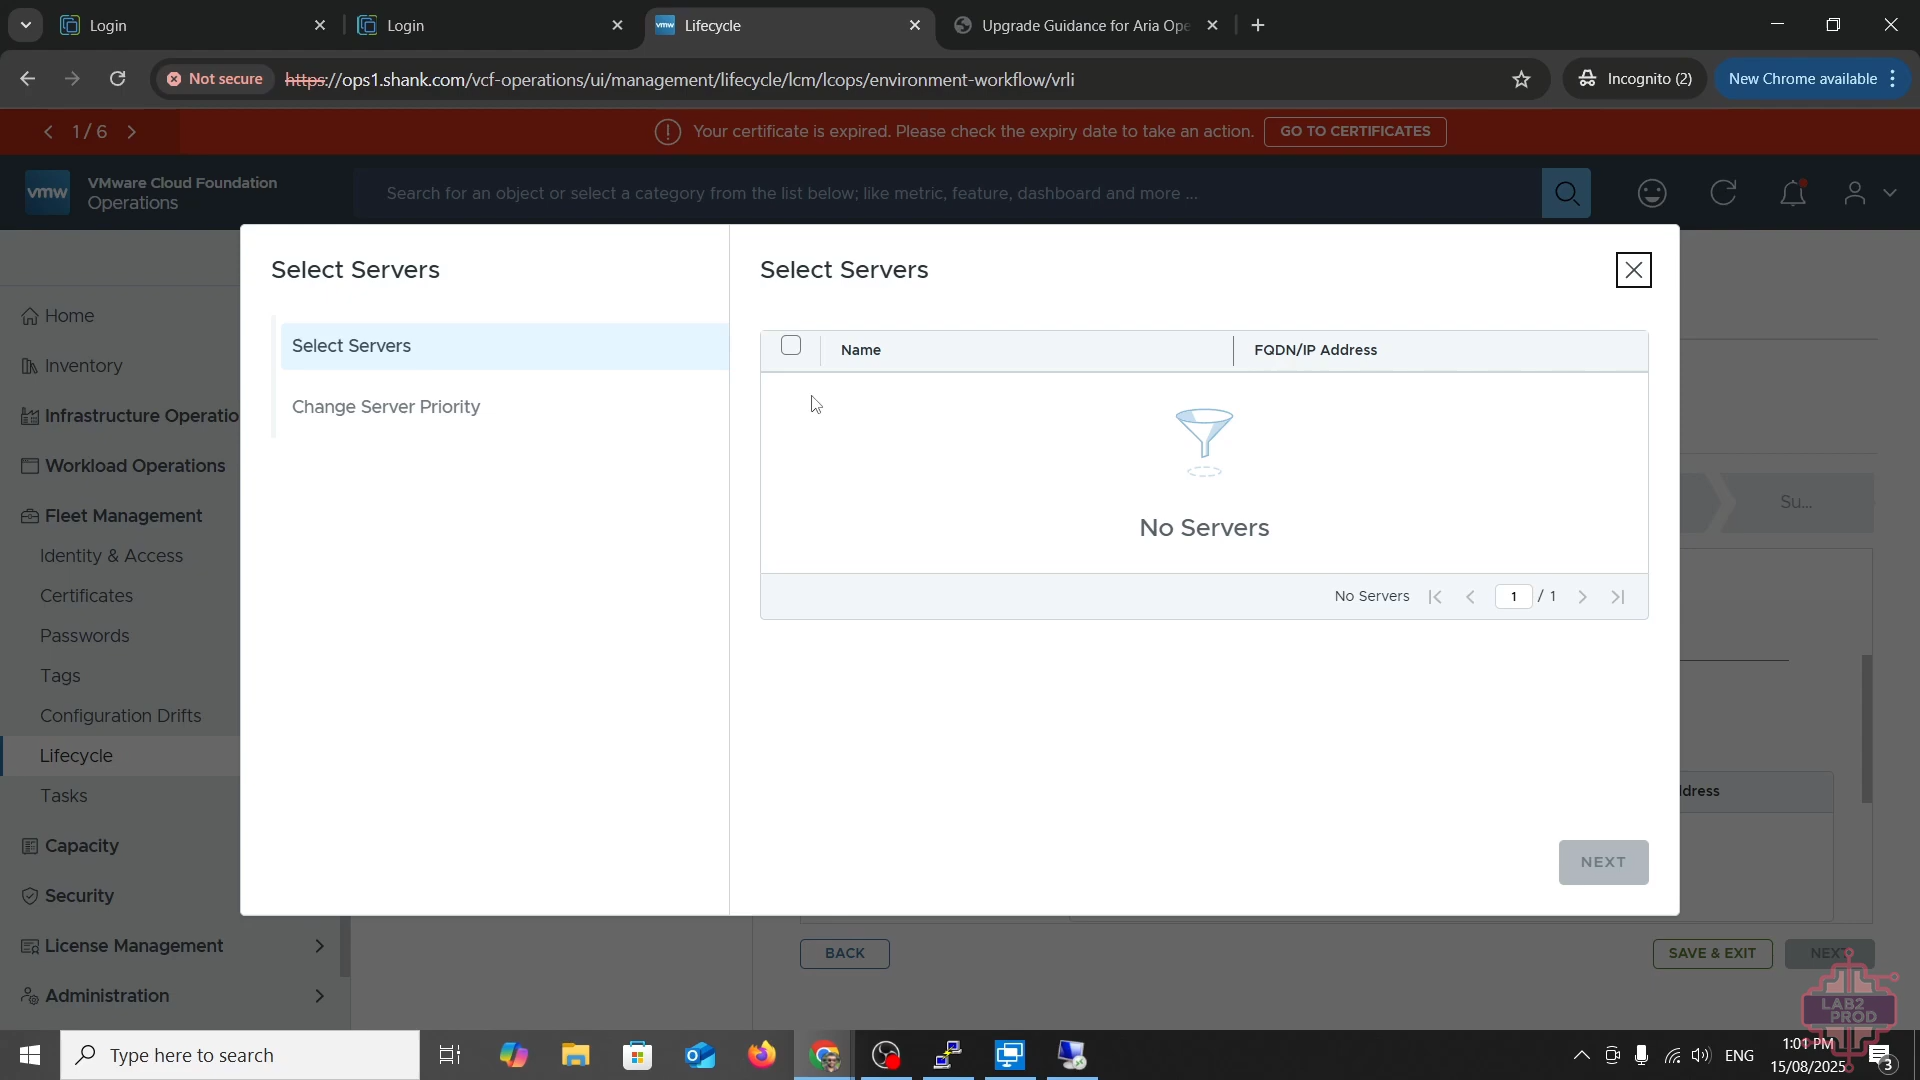 Login
Login
vmw
Lifecycle
Upgrade Guidance for Aria Ope
Not secure
https://ops1.shank.com/vcf-operations/ui/management/lifecycle/lcm/lcops/environment-workflow/vrli
Incognito (2)
New Chrome available
1 / 6
Your certificate is expired. Please check the expiry date to take an action.
GO TO CERTIFICATES
vmw
VMware Cloud Foundation
Operations
Search for an object or select a category from the list below; like metric, feature, dashboard and more ...
Home
Inventory
Infrastructure Operatio
Workload Operations
Fleet Management
Identity & Access
Certificates
Passwords
Tags
Configuration Drifts
Lifecycle
Tasks
Capacity
Security
License Management
Administration
Select Servers
Select Servers
Change Server Priority
Select Servers
Name
FQDN/IP Address
No Servers
No Servers
1 / 1
NEXT
Su...
ddress
BACK
SAVE & EXIT
NEXT
LAB2
PROD
Type here to search
ENG
1:01 PM
15/08/2025
3